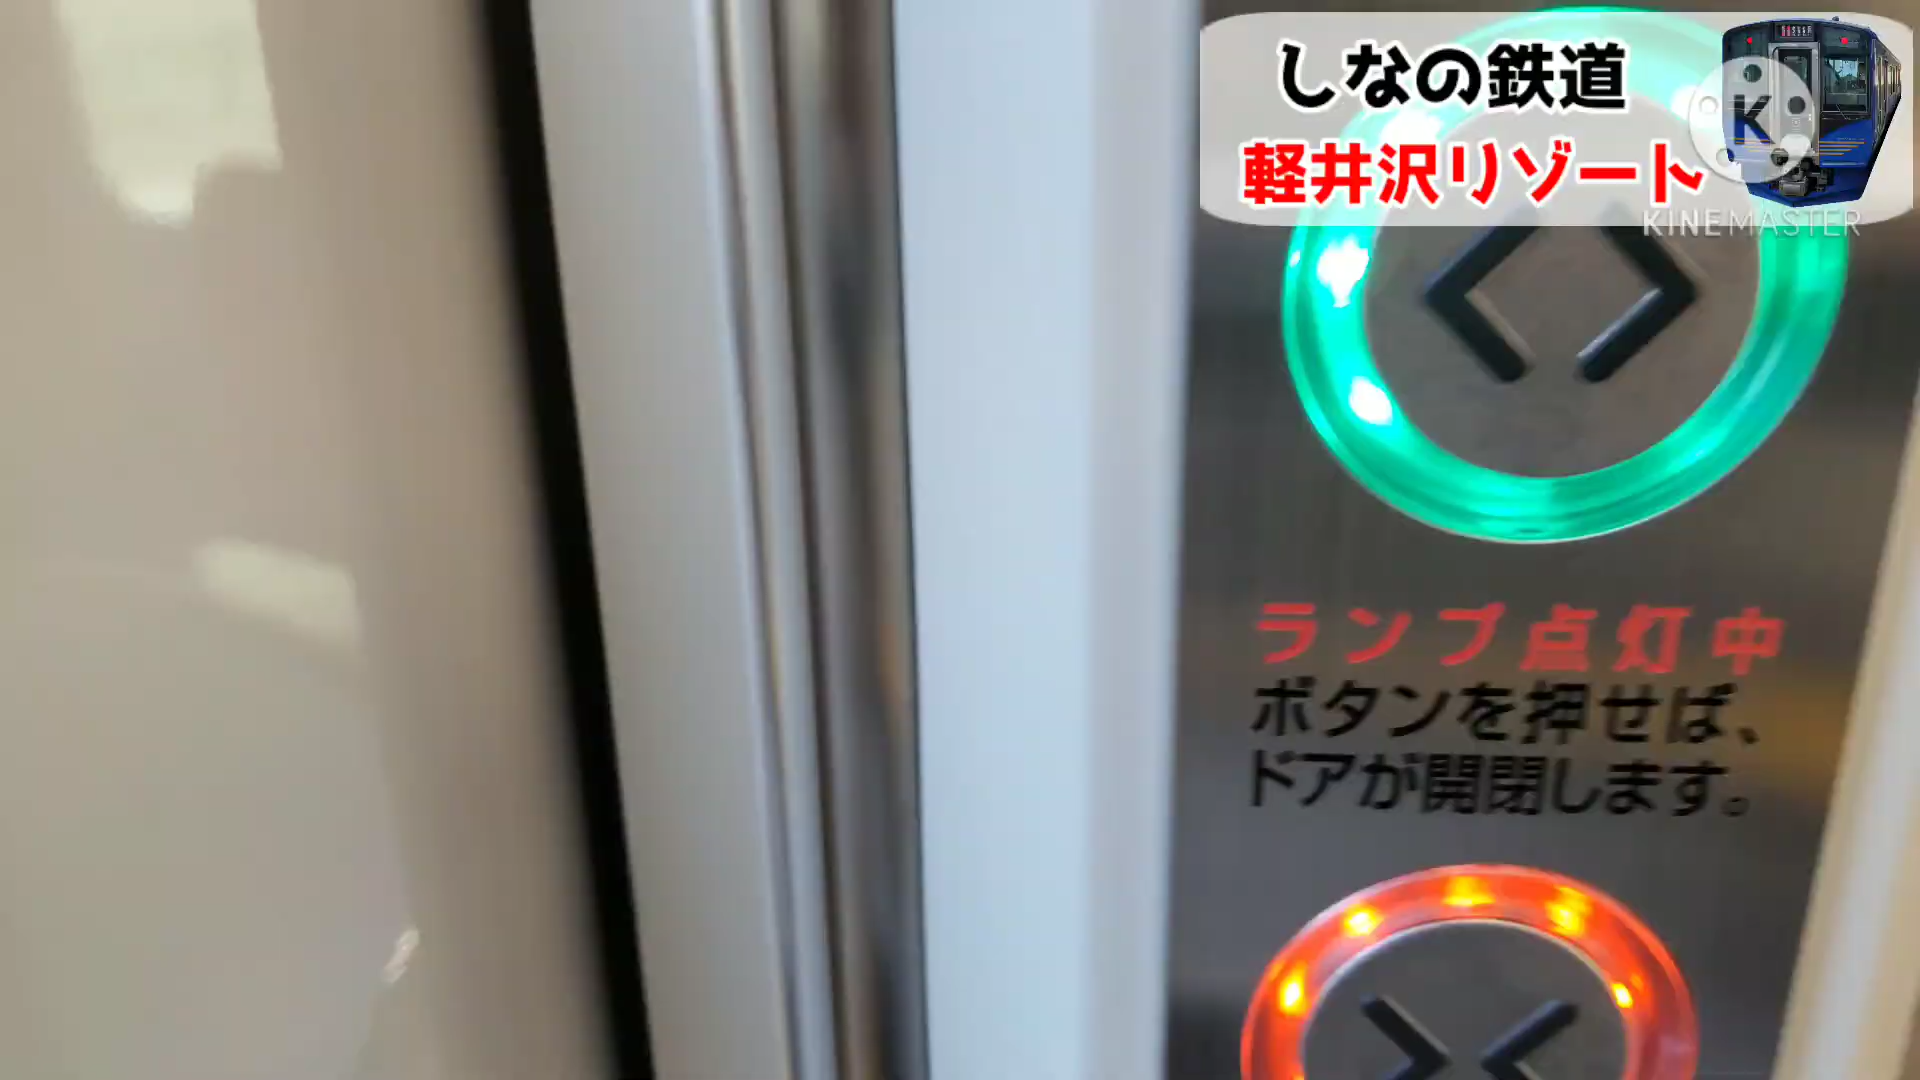 しなの鉄道
軽井沢リゾート
K
KINEMASTER
ランプ点灯中
ボタンを押せば、
ドアが開閉します。